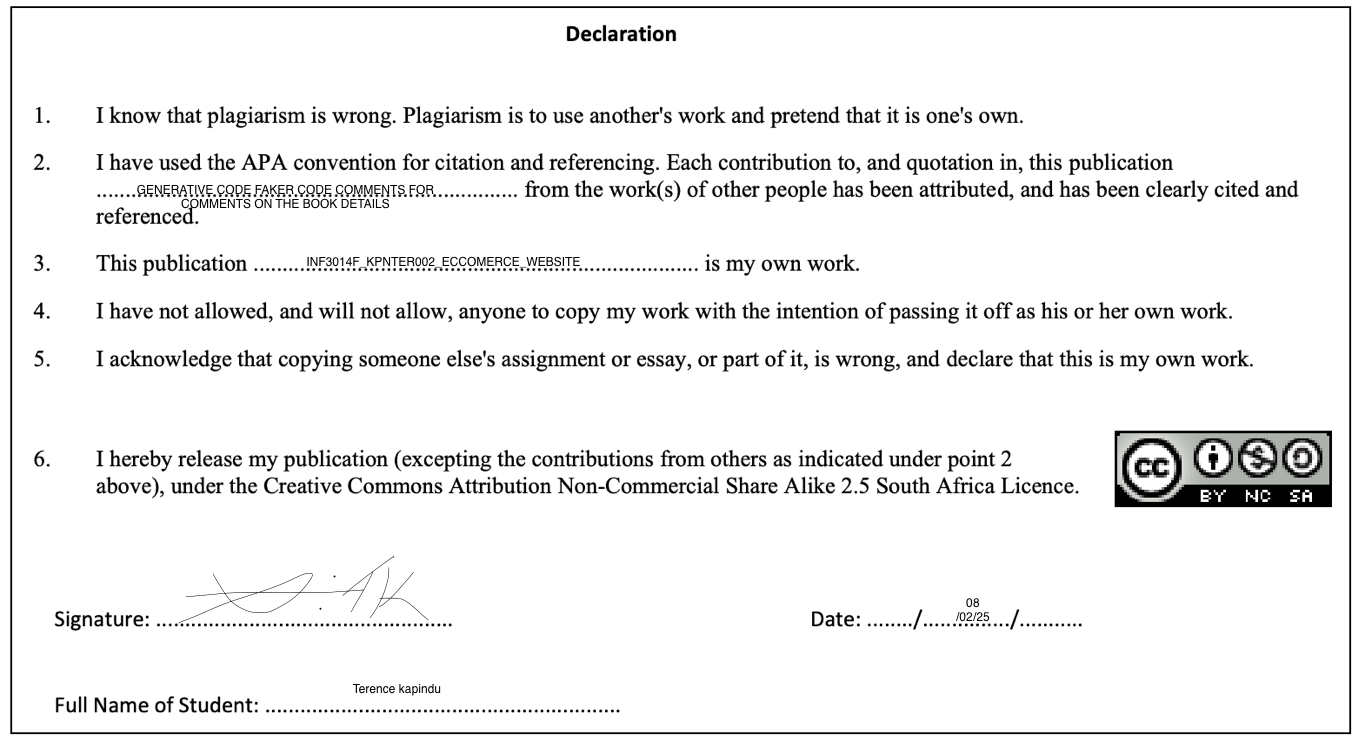 Declaration
1. I know that plagiarism is wrong. Plagiarism is to use another's work and pretend that it is one's own.
2. I have used the APA convention for citation and referencing. Each contribution to, and quotation in, this publication
.......GENERATIVE CODE FAKER CODE COMMENTS FOR............... from the work(s) of other people has been attributed, and has been clearly cited and
COMMENTS ON THE BOOK DETAILS
referenced.
3. This publication .........INF3014F_KPNTER002_ECCOMERCE_WEBSITE.................... is my own work.
4. I have not allowed, and will not allow, anyone to copy my work with the intention of passing it off as his or her own work.
5. I acknowledge that copying someone else's assignment or essay, or part of it, is wrong, and declare that this is my own work.
6. I hereby release my publication (excepting the contributions from others as indicated under point 2
above), under the Creative Commons Attribution Non-Commercial Share Alike 2.5 South Africa Licence.
cc
BY NC SA
08
Signature: .................................................. Date: ......../...../02/25..../...........
Terence kapindu
Full Name of Student: ............................................................